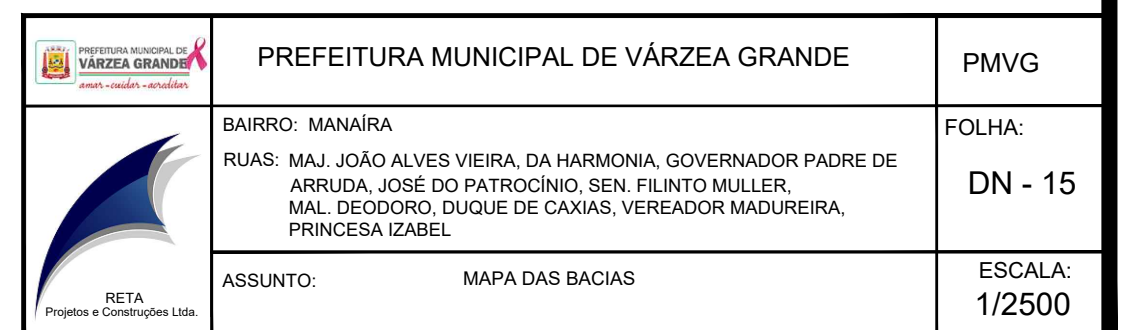 PREFEITURA MUNICIPAL DE
VÁRZEA GRANDE
amar - cuidar - acreditar
PREFEITURA MUNICIPAL DE VÁRZEA GRANDE
PMVG
BAIRRO: MANAÍRA
RUAS: MAJ. JOÃO ALVES VIEIRA, DA HARMONIA, GOVERNADOR PADRE DE
ARRUDA, JOSÉ DO PATROCÍNIO, SEN. FILINTO MULLER,
MAL. DEODORO, DUQUE DE CAXIAS, VEREADOR MADUREIRA,
PRINCESA IZABEL
FOLHA:
DN - 15
RETA
Projetos e Construções Ltda.
ASSUNTO: MAPA DAS BACIAS
ESCALA:
1/2500